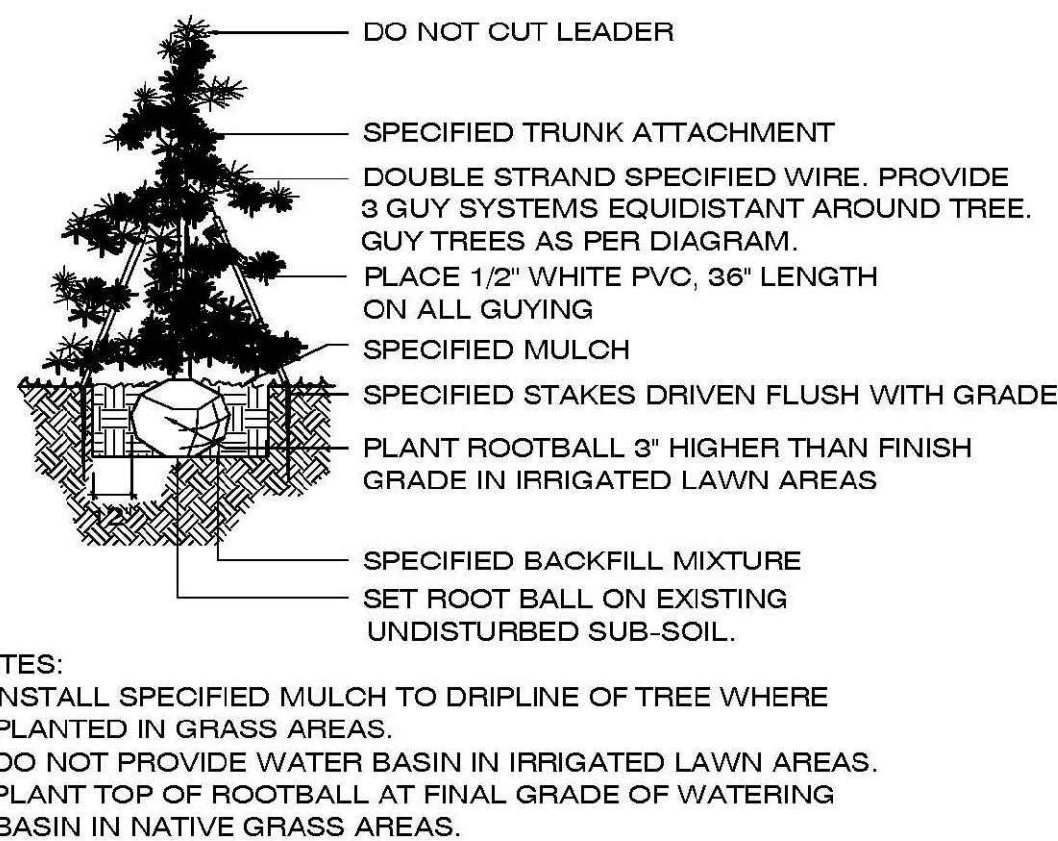 DO NOT CUT LEADER
SPECIFIED TRUNK ATTACHMENT
DOUBLE STRAND SPECIFIED WIRE. PROVIDE
3 GUY SYSTEMS EQUIDISTANT AROUND TREE.
GUY TREES AS PER DIAGRAM.
PLACE 1/2" WHITE PVC, 36" LENGTH
ON ALL GUYING
SPECIFIED MULCH
SPECIFIED STAKES DRIVEN FLUSH WITH GRADE
PLANT ROOTBALL 3" HIGHER THAN FINISH
GRADE IN IRRIGATED LAWN AREAS
12"
SPECIFIED BACKFILL MIXTURE
SET ROOT BALL ON EXISTING
UNDISTURBED SUB-SOIL.
TES:
NSTALL SPECIFIED MULCH TO DRIPLINE OF TREE WHERE
PLANTED IN GRASS AREAS.
DO NOT PROVIDE WATER BASIN IN IRRIGATED LAWN AREAS.
PLANT TOP OF ROOTBALL AT FINAL GRADE OF WATERING
BASIN IN NATIVE GRASS AREAS.